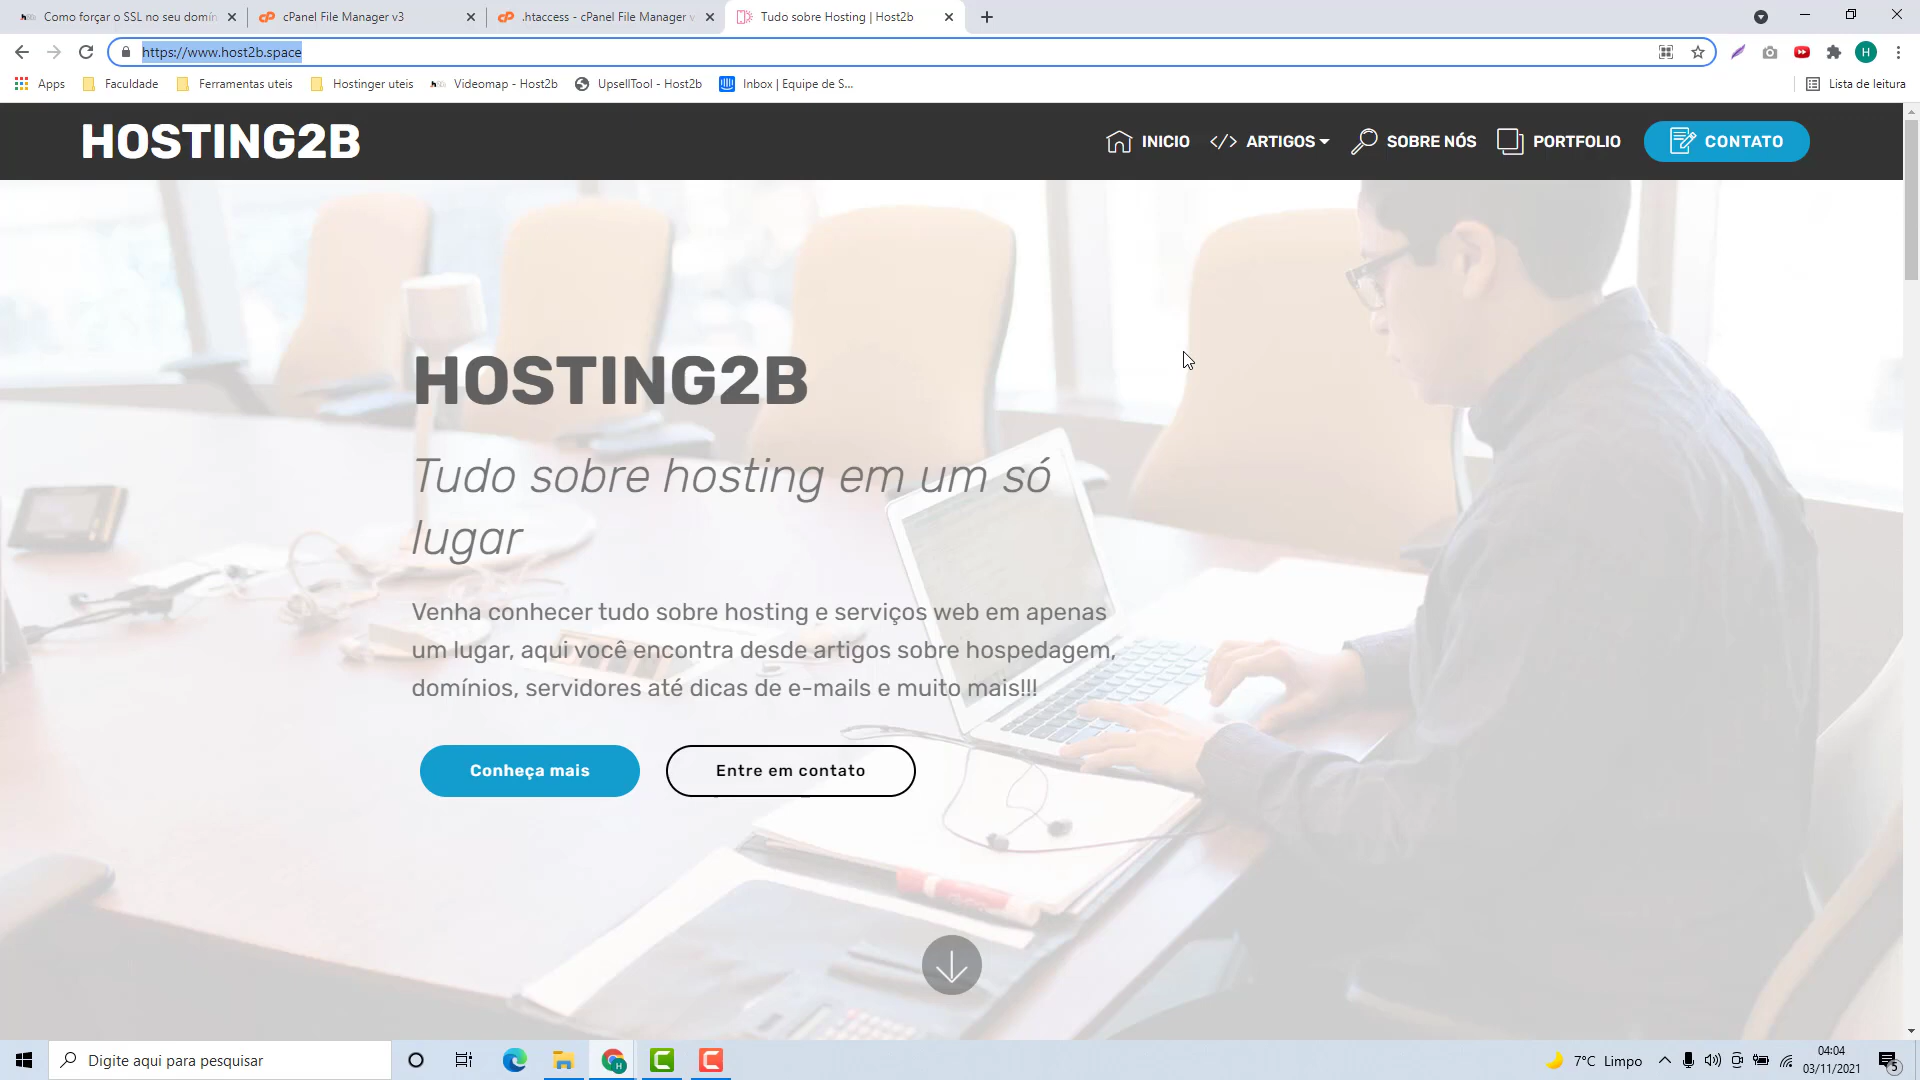 Como forçar o SSL no seu domín
cPanel File Manager v3
.htaccess - cPanel File Manager v
Tudo sobre Hosting | Host2b
https://www.host2b.space
H
Apps
Faculdade
Ferramentas uteis
Hostinger uteis
Videomap - Host2b
UpsellTool - Host2b
Inbox | Equipe de S...
Lista de leitura
HOSTING2B
INICIO
ARTIGOS
SOBRE NÓS
PORTFOLIO
CONTATO
HOSTING2B
Tudo sobre hosting em um só
lugar
Venha conhecer tudo sobre hosting e serviços web em apenas
um lugar, aqui você encontra desde artigos sobre hospedagem,
domínios, servidores até dicas de e-mails e muito mais!!!
Conheça mais
Entre em contato
Digite aqui para pesquisar
7°C Limpo
04:04
03/11/2021
5